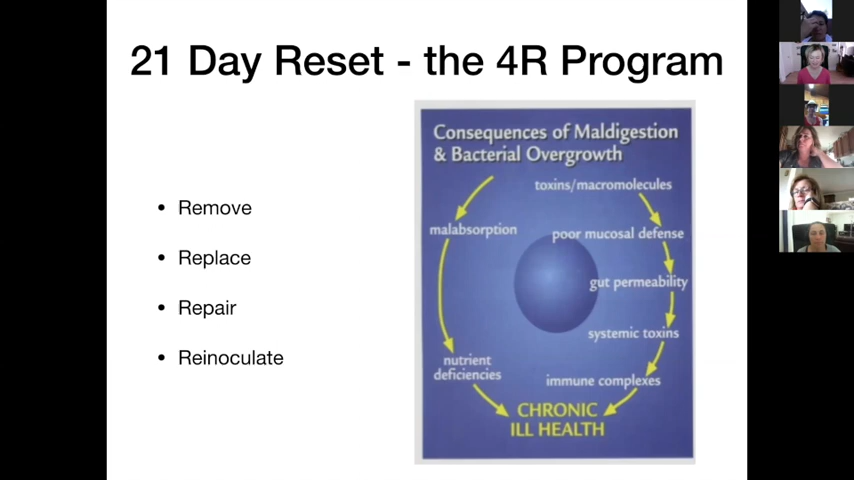 21 Day Reset - the 4R Program
• Remove
• Replace
• Repair
• Reinoculate
Consequences of Maldigestion
& Bacterial Overgrowth
toxins/macromolecules
malabsorption
poor mucosal defense
gut permeability
systemic toxins
nutrient
deficiencies
immune complexes
CHRONIC
ILL HEALTH